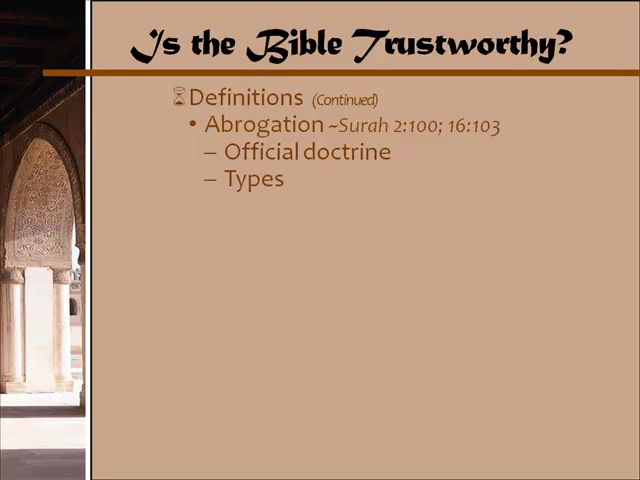 Is the Bible Trustworthy?
Definitions (Continued)
• Abrogation ~Surah 2:100; 16:103
– Official doctrine
– Types